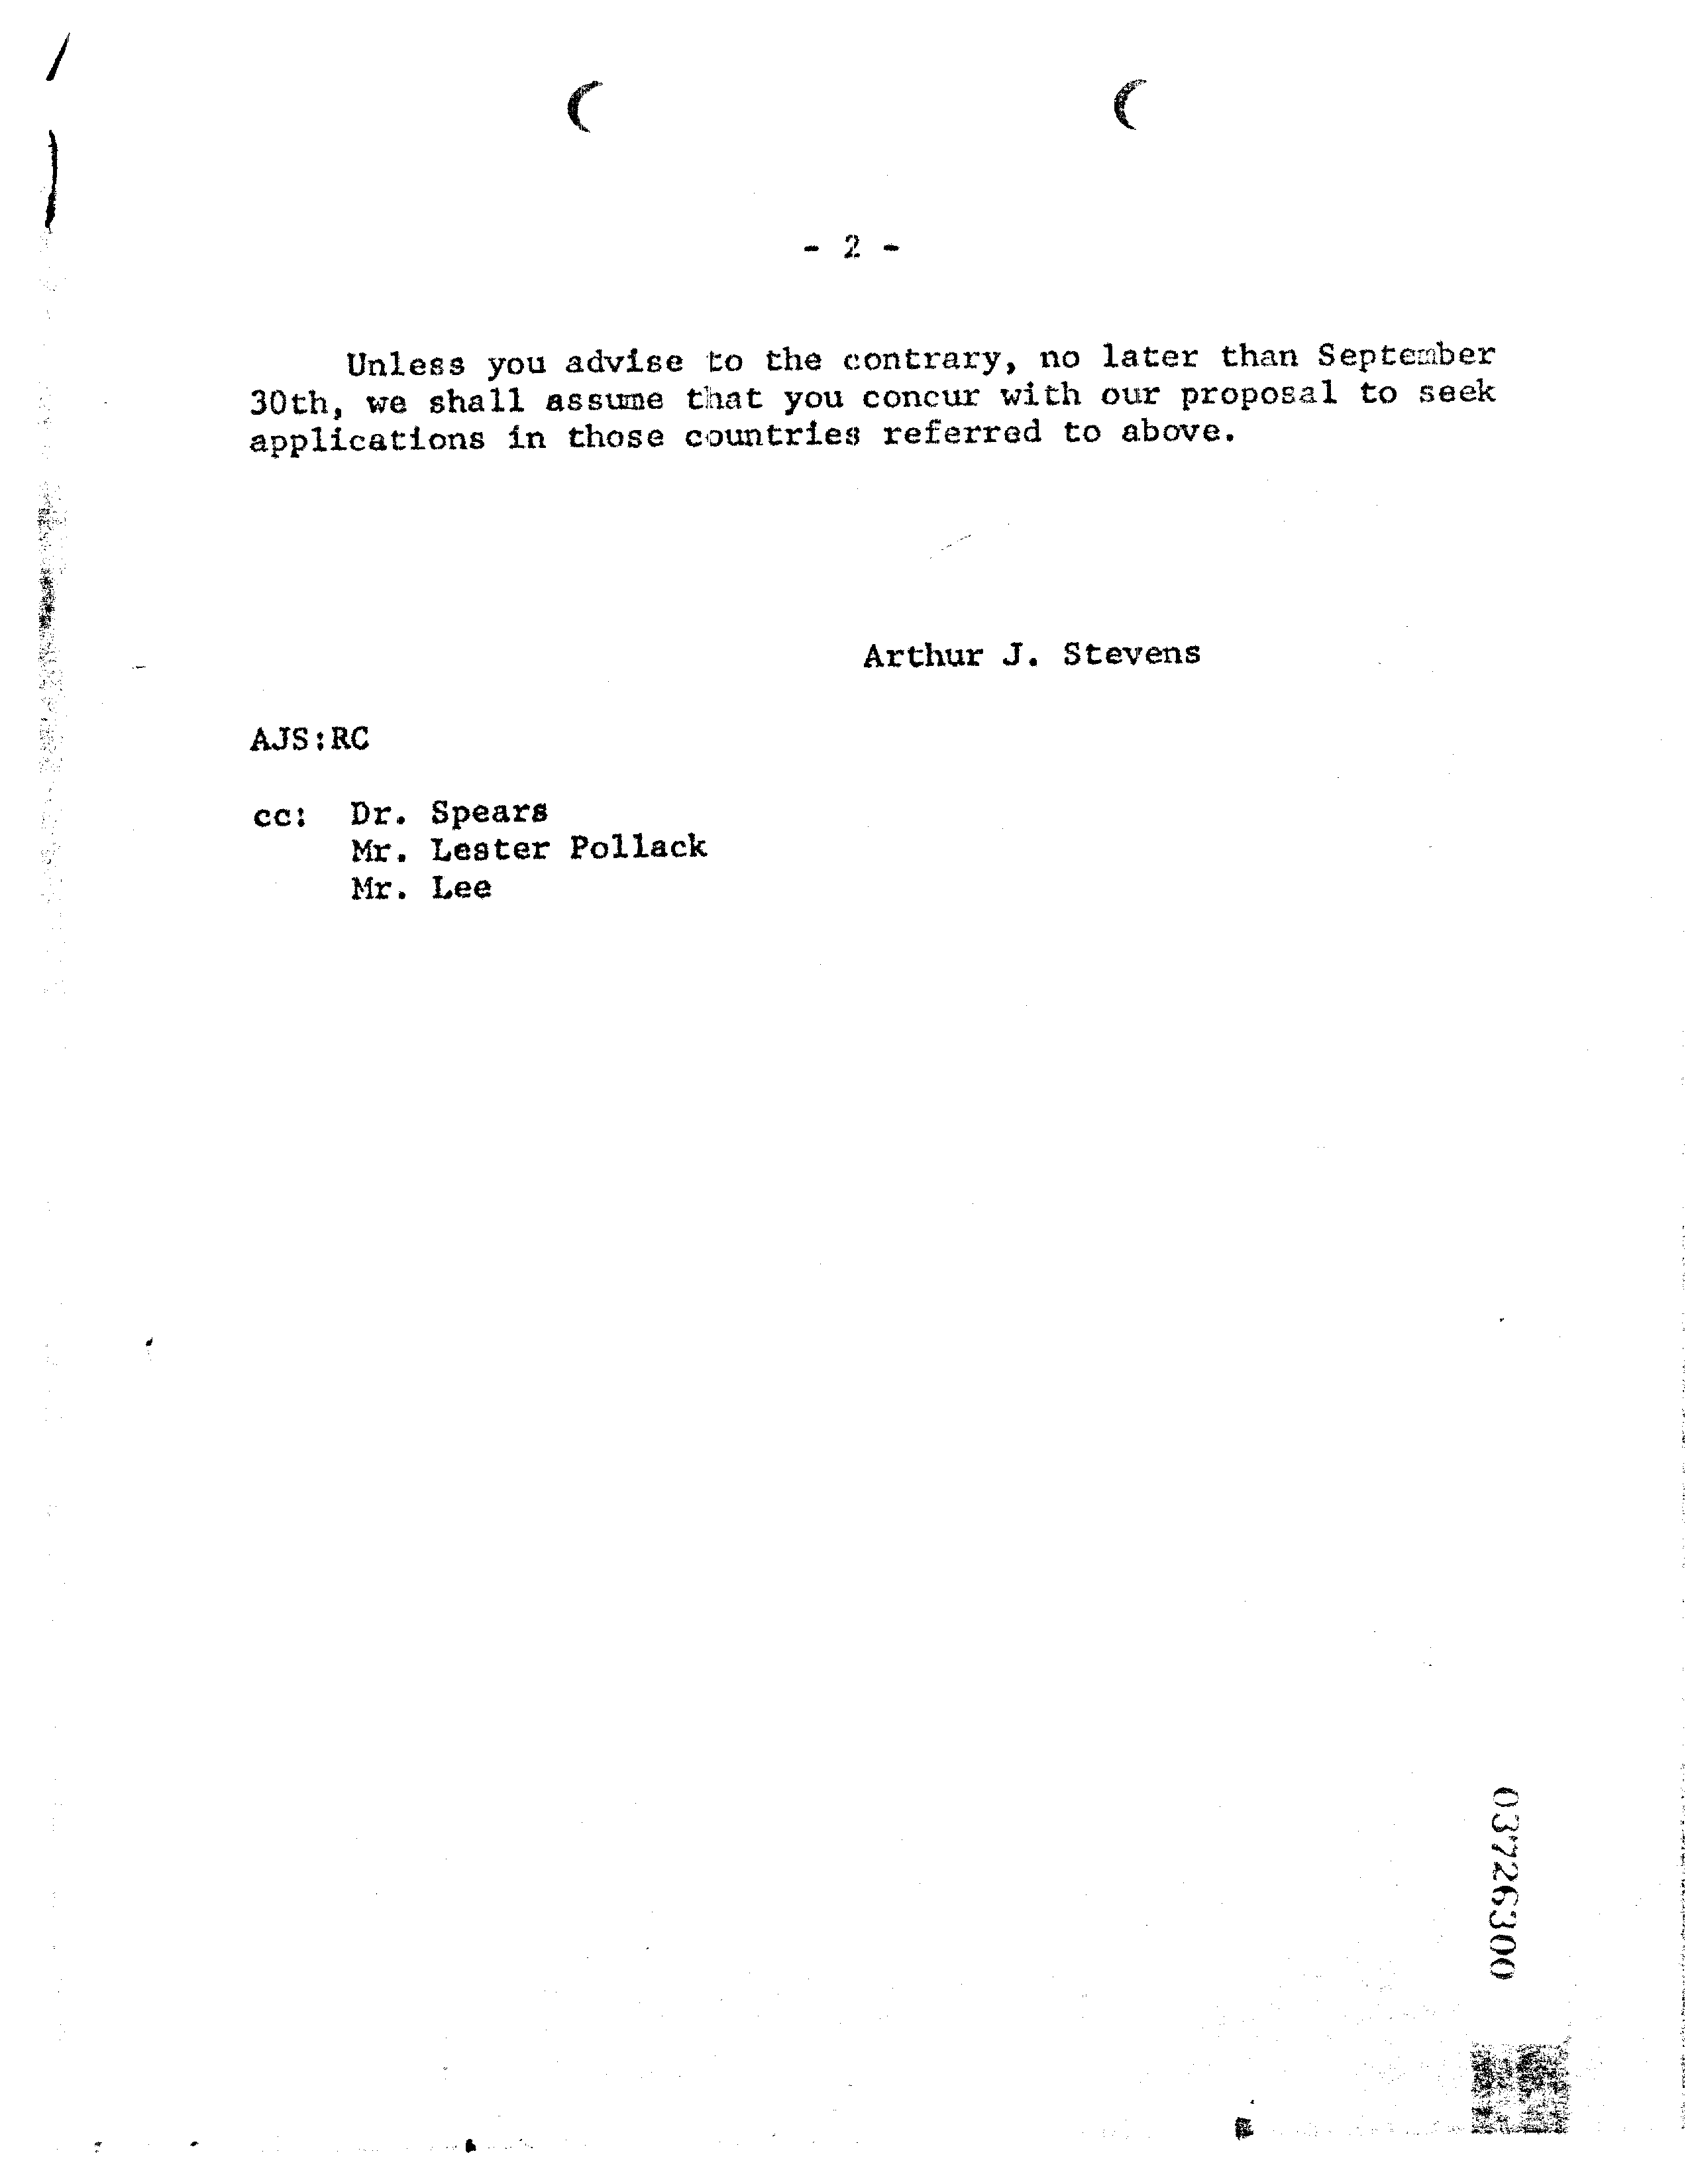 - 2 -
Unless you advise to the contrary, no later than September
30th, we shall assume that you concur with our proposal to seek
applications in those countries referred to above.
Arthur J. Stevens
AJS:RC
cc: Dr. Spears
Mr. Lester Pollack
Mr. Lee
03726300